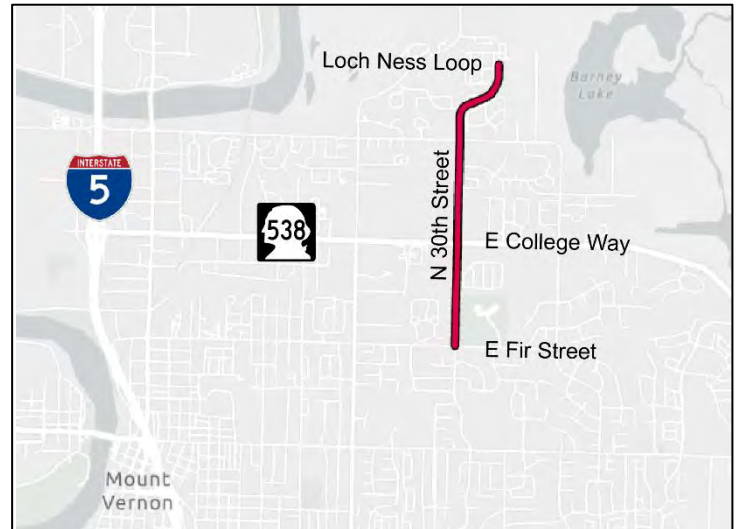 Loch Ness Loop
Barney
Lake
INTERSTATE
5
538
N 30th Street
E College Way
E Fir Street
Mount
Vernon